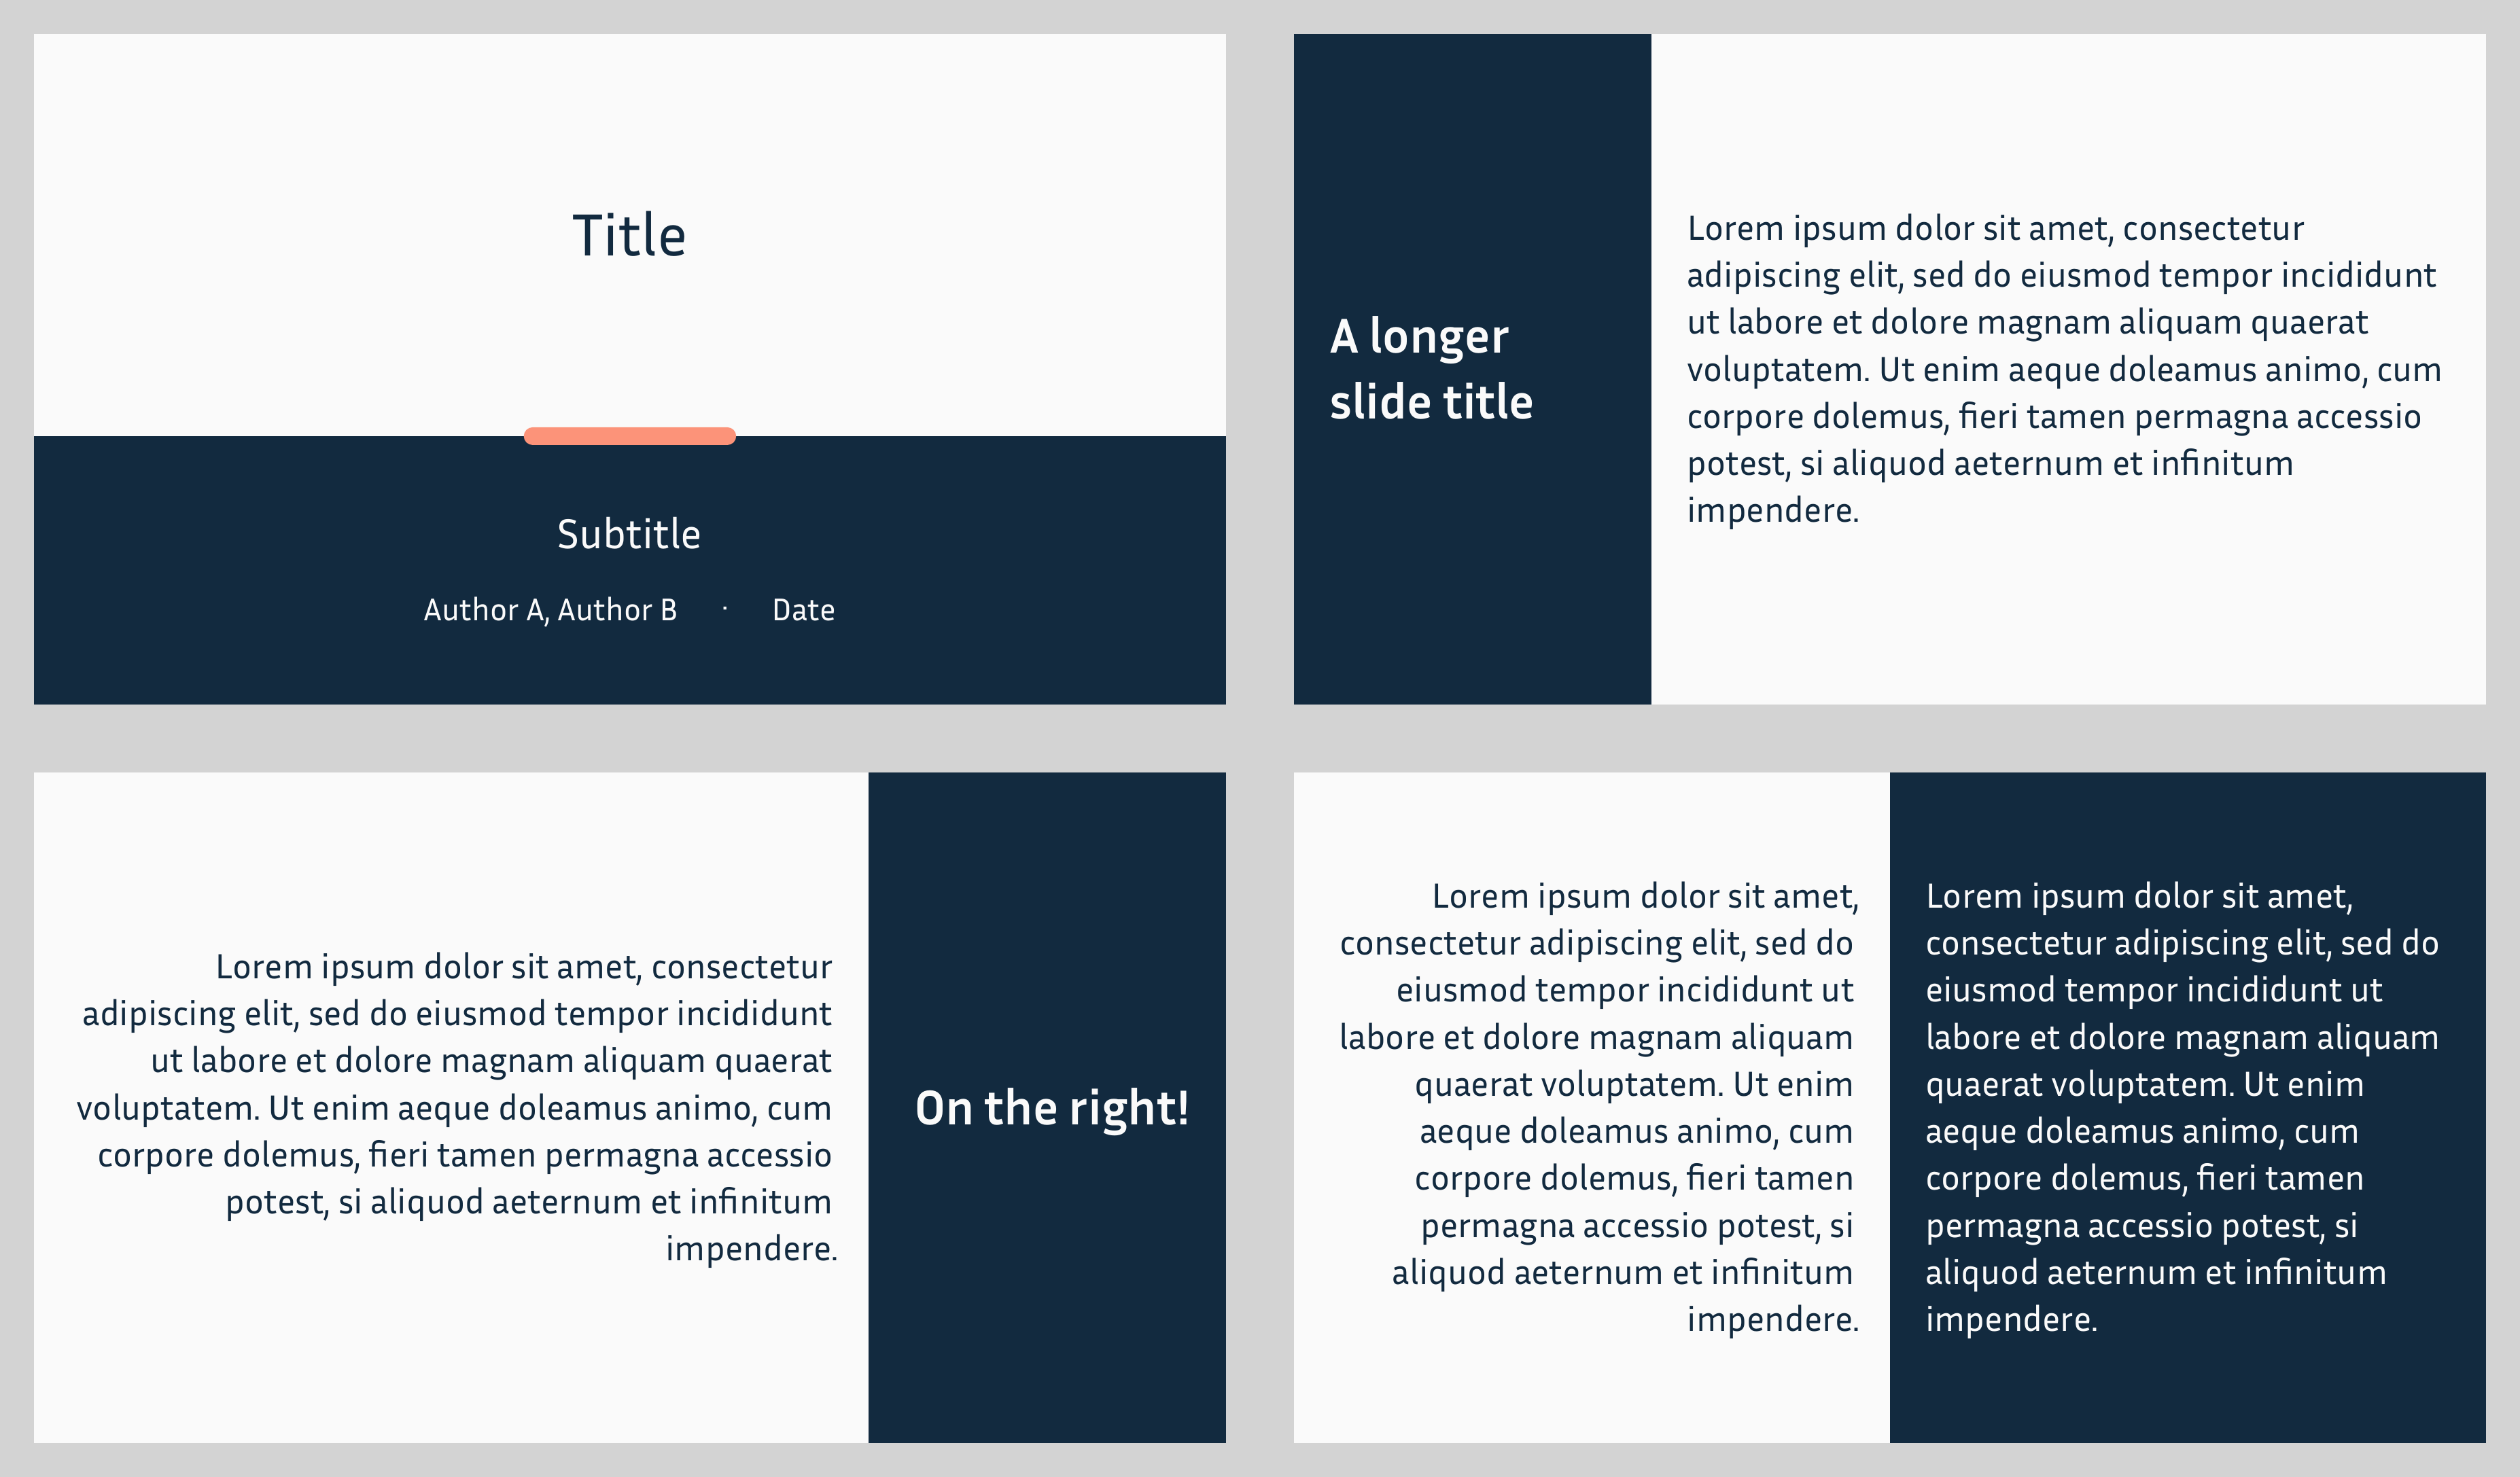 Title
Subtitle
Author A, Author B · Date
A longer
slide title
Lorem ipsum dolor sit amet, consectetur
adipiscing elit, sed do eiusmod tempor incididunt
ut labore et dolore magnam aliquam quaerat
voluptatem. Ut enim aeque doleamus animo, cum
corpore dolemus, fieri tamen permagna accessio
potest, si aliquod aeternum et infinitum
impendere.
Lorem ipsum dolor sit amet, consectetur
adipiscing elit, sed do eiusmod tempor incididunt
ut labore et dolore magnam aliquam quaerat
voluptatem. Ut enim aeque doleamus animo, cum
corpore dolemus, fieri tamen permagna accessio
potest, si aliquod aeternum et infinitum
impendere.
On the right!
Lorem ipsum dolor sit amet,
consectetur adipiscing elit, sed do
eiusmod tempor incididunt ut
labore et dolore magnam aliquam
quaerat voluptatem. Ut enim
aeque doleamus animo, cum
corpore dolemus, fieri tamen
permagna accessio potest, si
aliquod aeternum et infinitum
impendere.
Lorem ipsum dolor sit amet,
consectetur adipiscing elit, sed do
eiusmod tempor incididunt ut
labore et dolore magnam aliquam
quaerat voluptatem. Ut enim
aeque doleamus animo, cum
corpore dolemus, fieri tamen
permagna accessio potest, si
aliquod aeternum et infinitum
impendere.